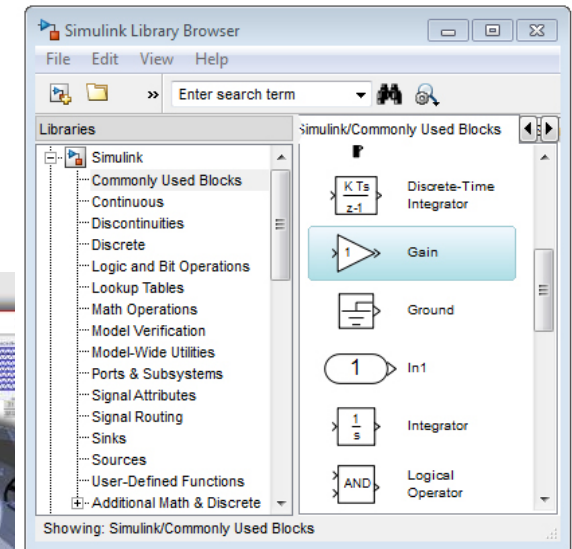 Simulink Library Browser
File Edit View Help
» Enter search term
Libraries
Simulink/Commonly Used Blocks
Simulink
Commonly Used Blocks
Continuous
Discontinuities
Discrete
Logic and Bit Operations
Lookup Tables
Math Operations
Model Verification
Model-Wide Utilities
Ports & Subsystems
Signal Attributes
Signal Routing
Sinks
Sources
User-Defined Functions
Additional Math & Discrete
K Ts
z-1
Discrete-Time
Integrator
1
Gain
Ground
1
In1
1
s
Integrator
AND
Logical
Operator
Showing: Simulink/Commonly Used Blocks